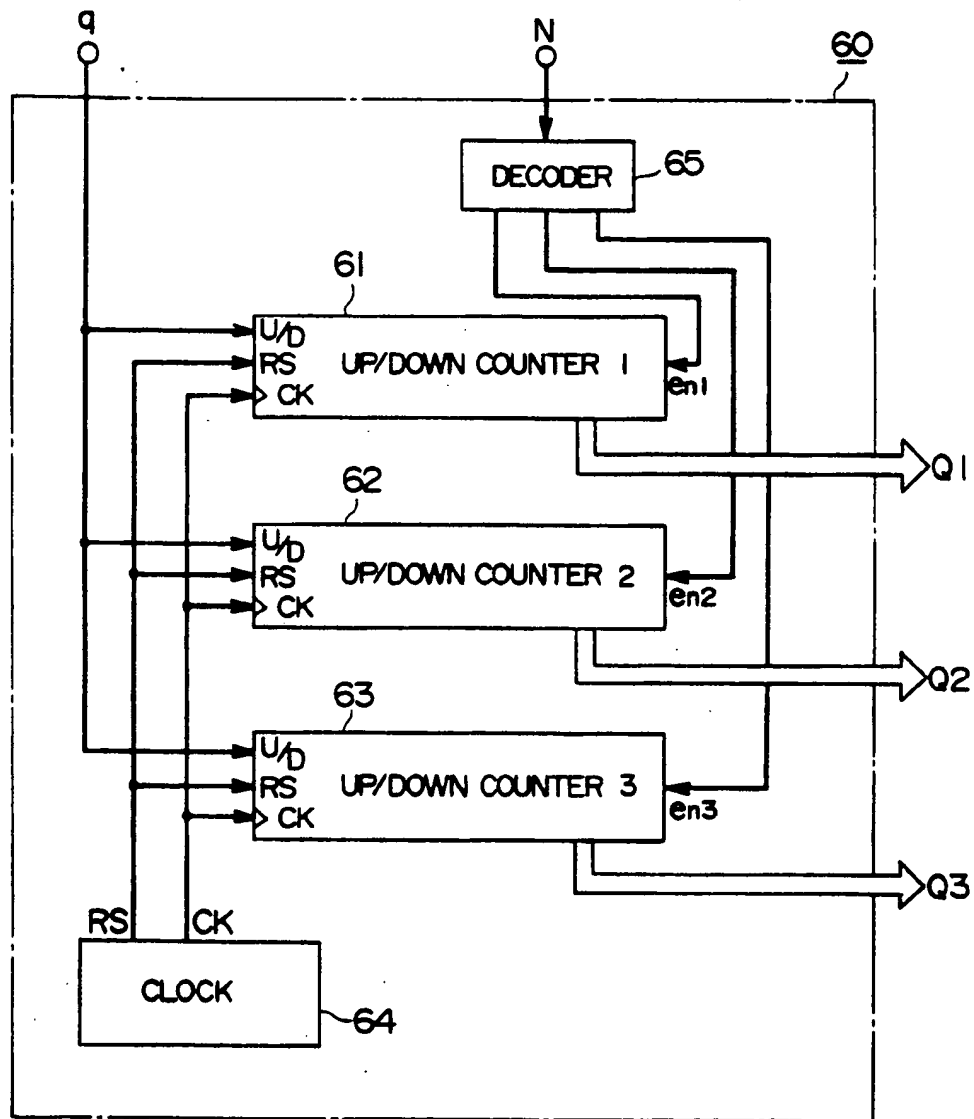 q
N
60
DECODER
65
61
U/D
RS
CK
UP/DOWN COUNTER 1
en1
Q1
62
U/D
RS
CK
UP/DOWN COUNTER 2
en2
Q2
63
U/D
RS
CK
UP/DOWN COUNTER 3
en3
Q3
RS
CK
CLOCK
64